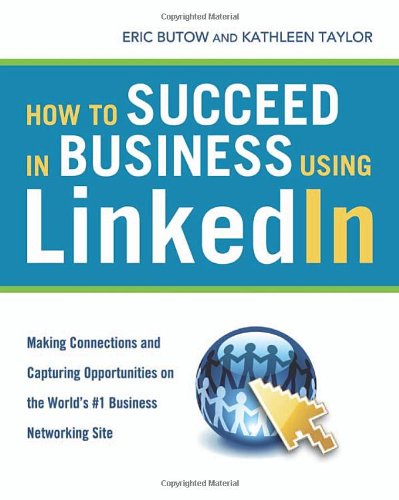 Copyrighted Material
ERIC BUTOW AND KATHLEEN TAYLOR
HOW TO SUCCEED
IN BUSINESS USING
LinkedIn
Making Connections and
Capturing Opportunities on
the World's #1 Business
Networking Site
Copyrighted Material